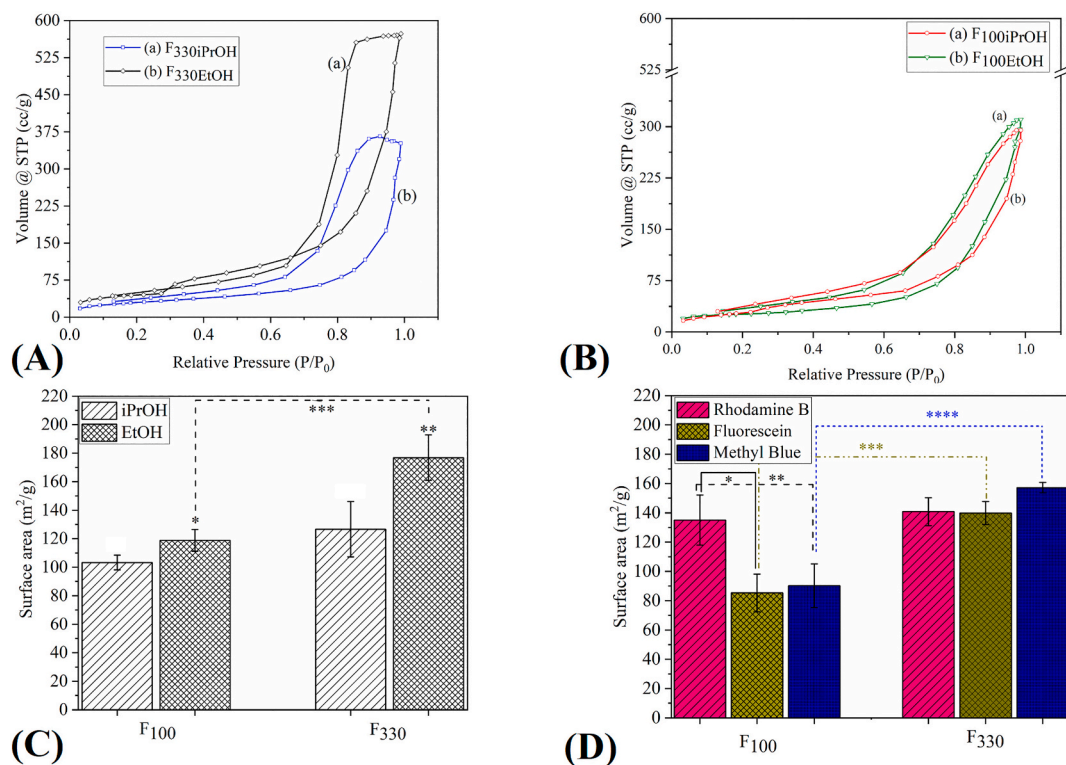 600
525
450
375
300
225
150
75
0
Volume @ STP (cc/g)
(a) F330iPrOH
(b) F330EtOH
(a)
(b)
0.0 0.2 0.4 0.6 0.8 1.0
Relative Pressure (P/P0)
(A)
600
525
300
225
150
75
0
Volume @ STP (cc/g)
(a) F100iPrOH
(b) F100EtOH
(a)
(b)
0.0 0.2 0.4 0.6 0.8 1.0
Relative Pressure (P/P0)
(B)
220
200
180
160
140
120
100
80
60
40
20
0
Surface area (m²/g)
iPrOH
EtOH
***
**
*
F100 F330
(C)
220
200
180
160
140
120
100
80
60
40
20
0
Surface area (m²/g)
Rhodamine B
Fluorescein
Methyl Blue
****
***
* **
F100 F330
(D)